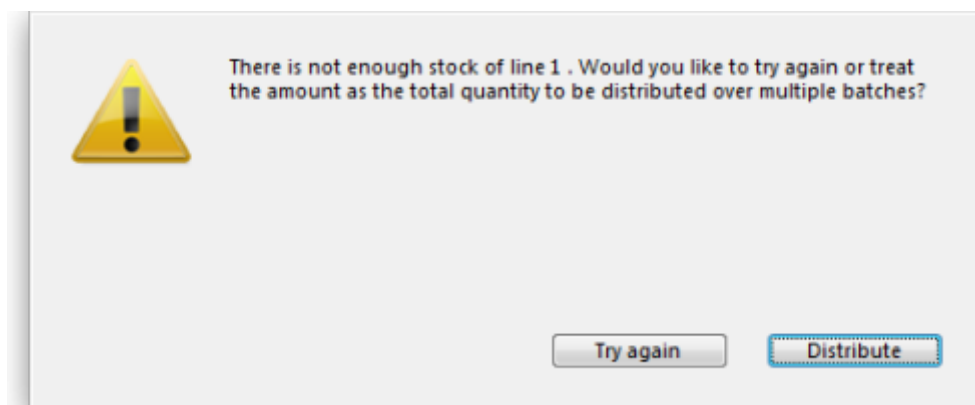 There is not enough stock of line 1 . Would you like to try again or treat
the amount as the total quantity to be distributed over multiple batches?
Try again
Distribute